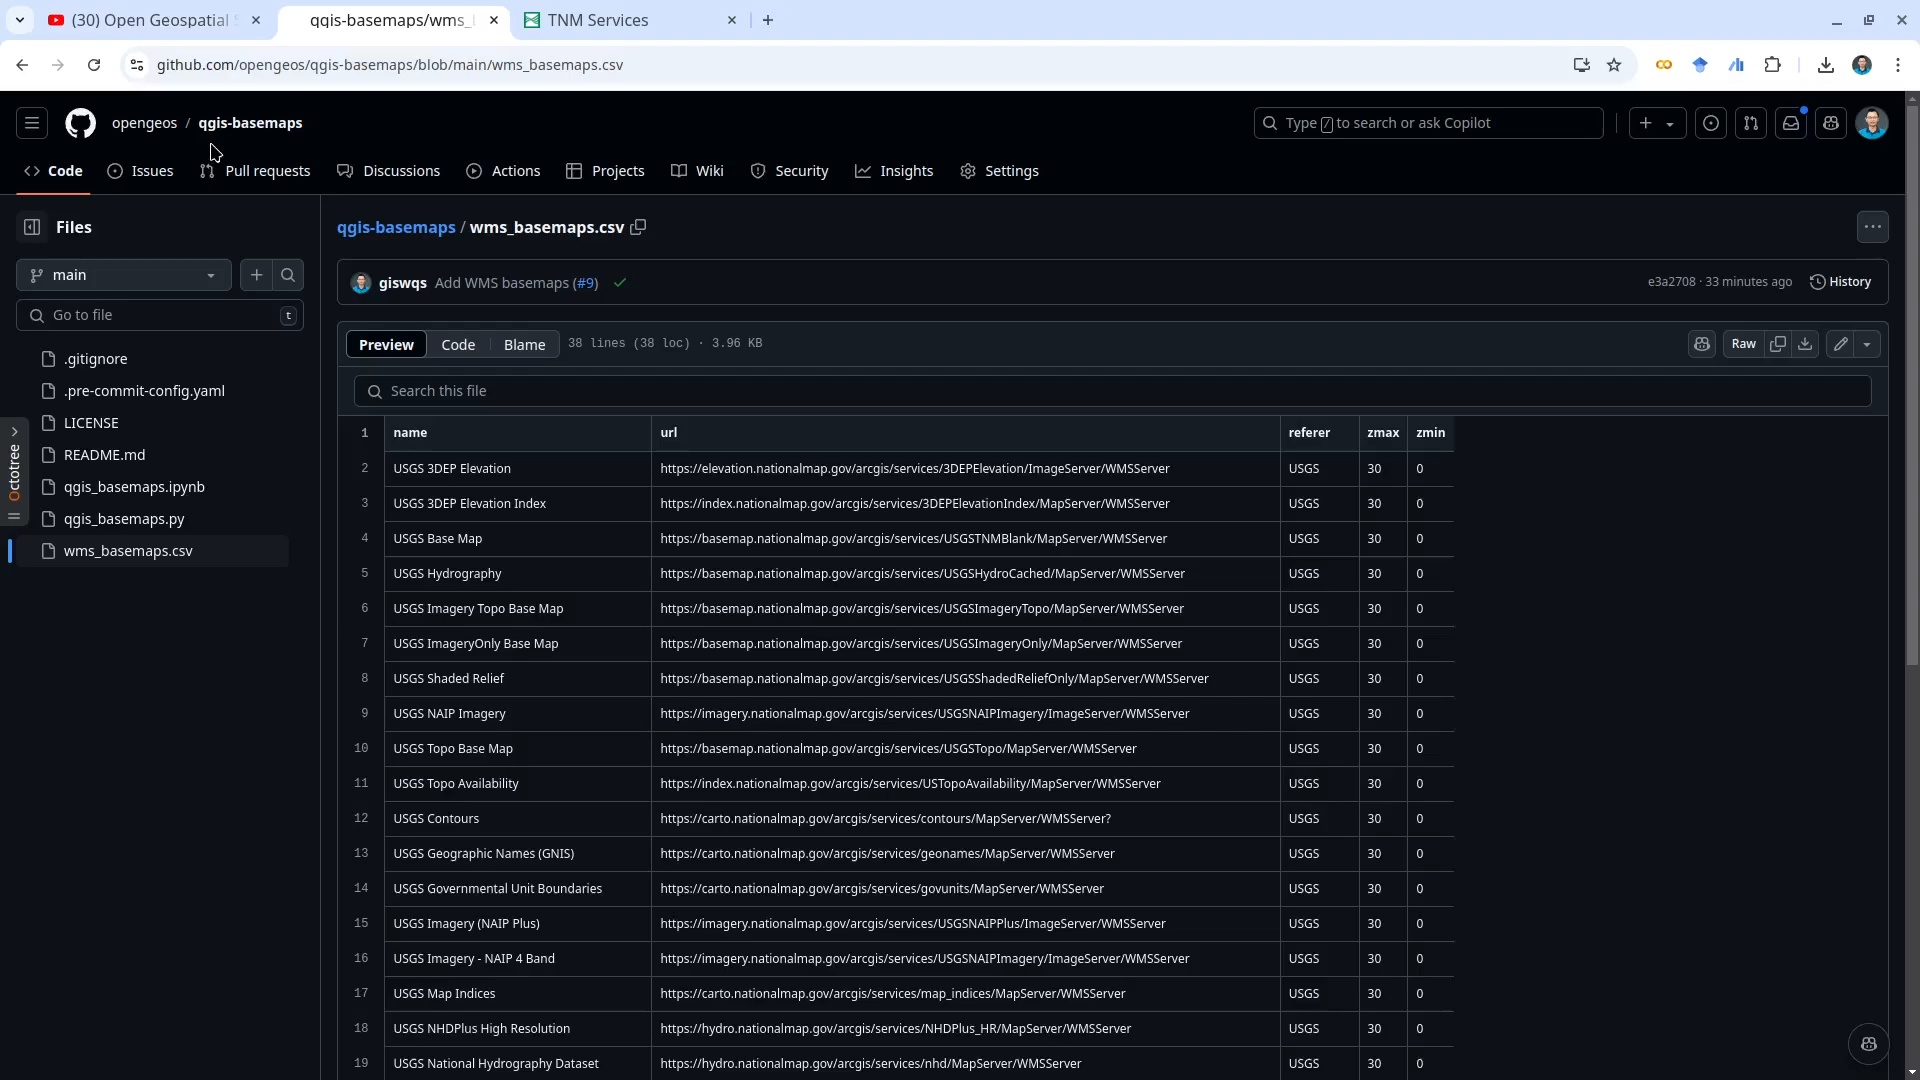 (30) Open Geospatial S
qgis-basemaps/wms_
TNM Services
github.com/opengeos/qgis-basemaps/blob/main/wms_basemaps.csv
opengeos / qgis-basemaps
Type / to search or ask Copilot
Code
Issues
Pull requests
Discussions
Actions
Projects
Wiki
Security
Insights
Settings
Files
main
Go to file
t
.gitignore
.pre-commit-config.yaml
LICENSE
README.md
qgis_basemaps.ipynb
qgis_basemaps.py
wms_basemaps.csv
Octotree
qgis-basemaps / wms_basemaps.csv
giswqs Add WMS basemaps (#9)
e3a2708 · 33 minutes ago
History
Preview
Code
Blame
38 lines (38 loc) · 3.96 KB
Raw
Search this file
1 name url referer zmax zmin
2 USGS 3DEP Elevation https://elevation.nationalmap.gov/arcgis/services/3DEPElevation/ImageServer/WMSServer USGS 30 0
3 USGS 3DEP Elevation Index https://index.nationalmap.gov/arcgis/services/3DEPElevationIndex/MapServer/WMSServer USGS 30 0
4 USGS Base Map https://basemap.nationalmap.gov/arcgis/services/USGSTNMBlank/MapServer/WMSServer USGS 30 0
5 USGS Hydrography https://basemap.nationalmap.gov/arcgis/services/USGSHydroCached/MapServer/WMSServer USGS 30 0
6 USGS Imagery Topo Base Map https://basemap.nationalmap.gov/arcgis/services/USGSImageryTopo/MapServer/WMSServer USGS 30 0
7 USGS ImageryOnly Base Map https://basemap.nationalmap.gov/arcgis/services/USGSImageryOnly/MapServer/WMSServer USGS 30 0
8 USGS Shaded Relief https://basemap.nationalmap.gov/arcgis/services/USGSShadedReliefOnly/MapServer/WMSServer USGS 30 0
9 USGS NAIP Imagery https://imagery.nationalmap.gov/arcgis/services/USGSNAIPImagery/ImageServer/WMSServer USGS 30 0
10 USGS Topo Base Map https://basemap.nationalmap.gov/arcgis/services/USGSTopo/MapServer/WMSServer USGS 30 0
11 USGS Topo Availability https://index.nationalmap.gov/arcgis/services/USTopoAvailability/MapServer/WMSServer USGS 30 0
12 USGS Contours https://carto.nationalmap.gov/arcgis/services/contours/MapServer/WMSServer? USGS 30 0
13 USGS Geographic Names (GNIS) https://carto.nationalmap.gov/arcgis/services/geonames/MapServer/WMSServer USGS 30 0
14 USGS Governmental Unit Boundaries https://carto.nationalmap.gov/arcgis/services/govunits/MapServer/WMSServer USGS 30 0
15 USGS Imagery (NAIP Plus) https://imagery.nationalmap.gov/arcgis/services/USGSNAIPPlus/ImageServer/WMSServer USGS 30 0
16 USGS Imagery - NAIP 4 Band https://imagery.nationalmap.gov/arcgis/services/USGSNAIPImagery/ImageServer/WMSServer USGS 30 0
17 USGS Map Indices https://carto.nationalmap.gov/arcgis/services/map_indices/MapServer/WMSServer USGS 30 0
18 USGS NHDPlus High Resolution https://hydro.nationalmap.gov/arcgis/services/NHDPlus_HR/MapServer/WMSServer USGS 30 0
19 USGS National Hydrography Dataset https://hydro.nationalmap.gov/arcgis/services/nhd/MapServer/WMSServer USGS 30 0